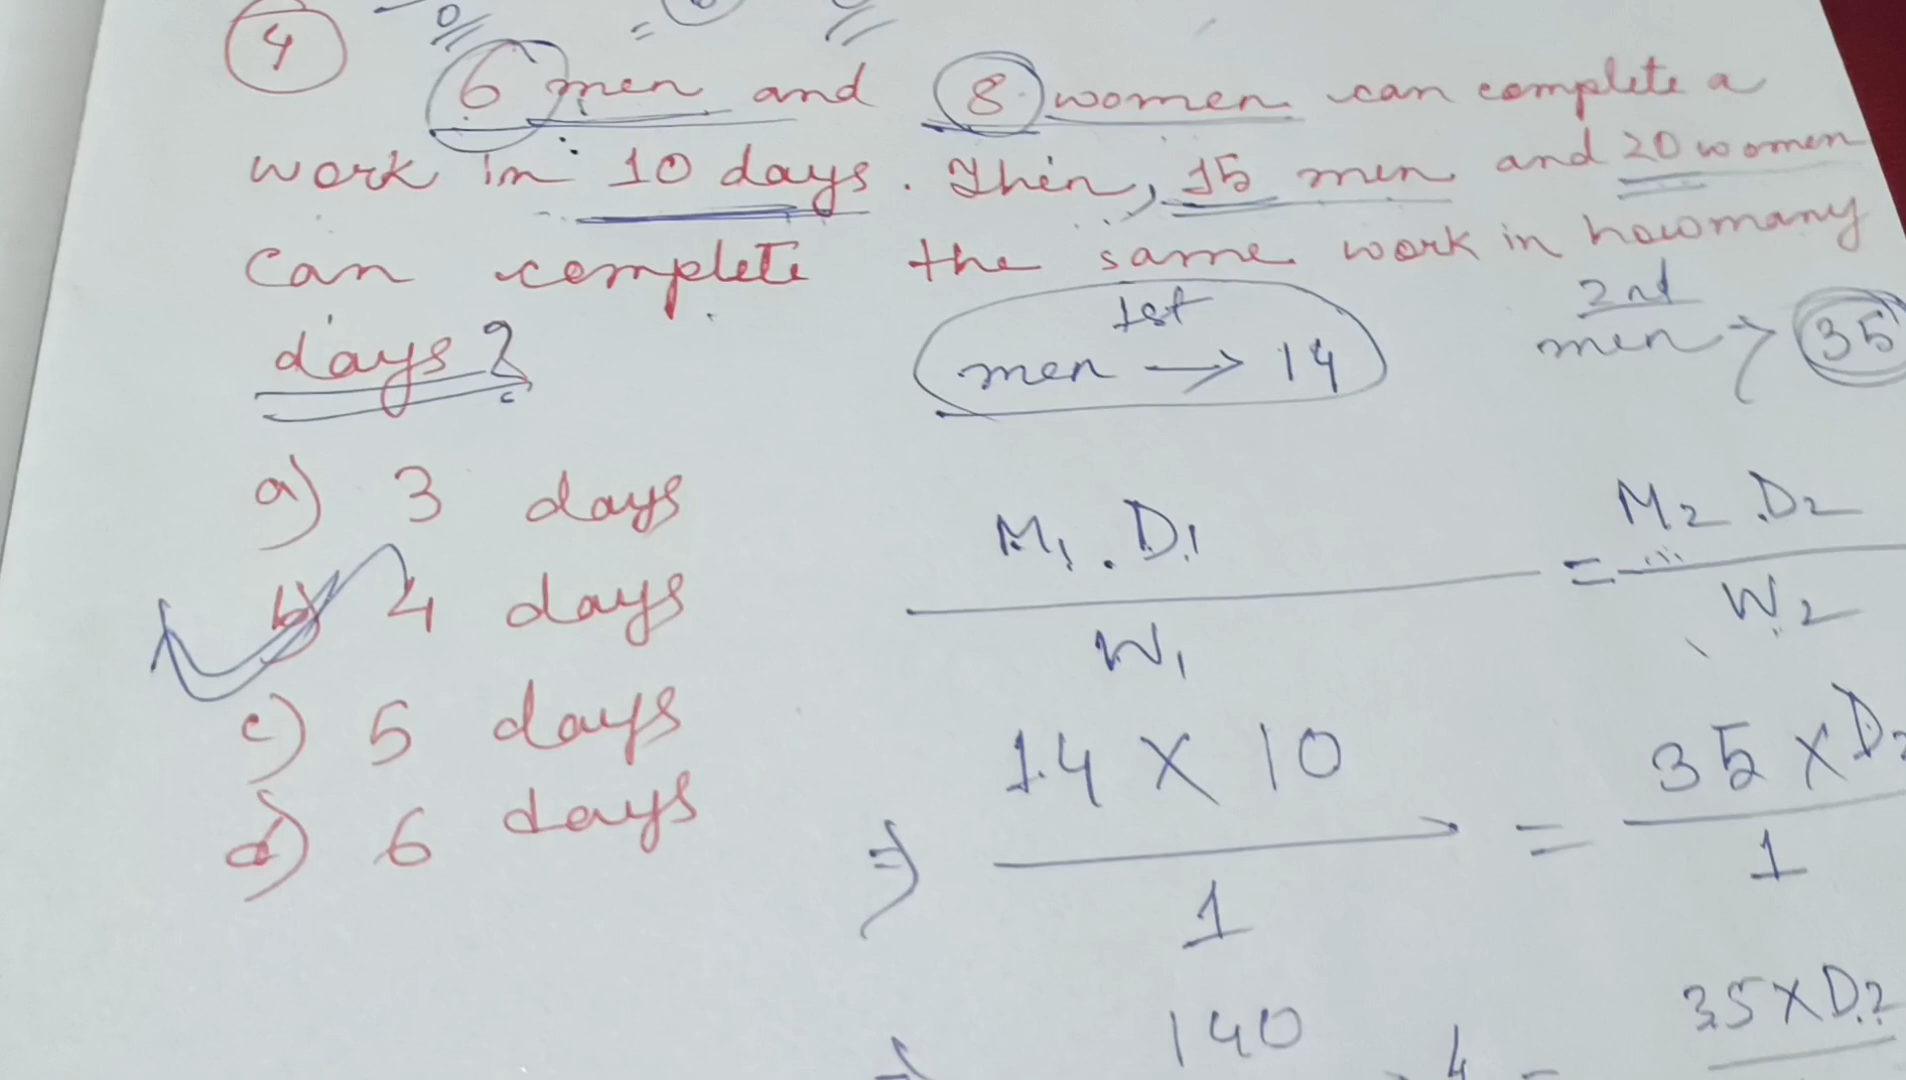 4
6 men and 8 women can complete a
work in 10 days. Then, 15 men and 20 women
can complete the same work in howmany
days?
1st
men → 14
2nd
men → 35
a) 3 days
b) 4 days
c) 5 days
d) 6 days
M1 . D1 = M2 . D2
W1 W2
⇒ 14 × 10 = 35 × D2
1 1
⇒ 140 = 35 × D2